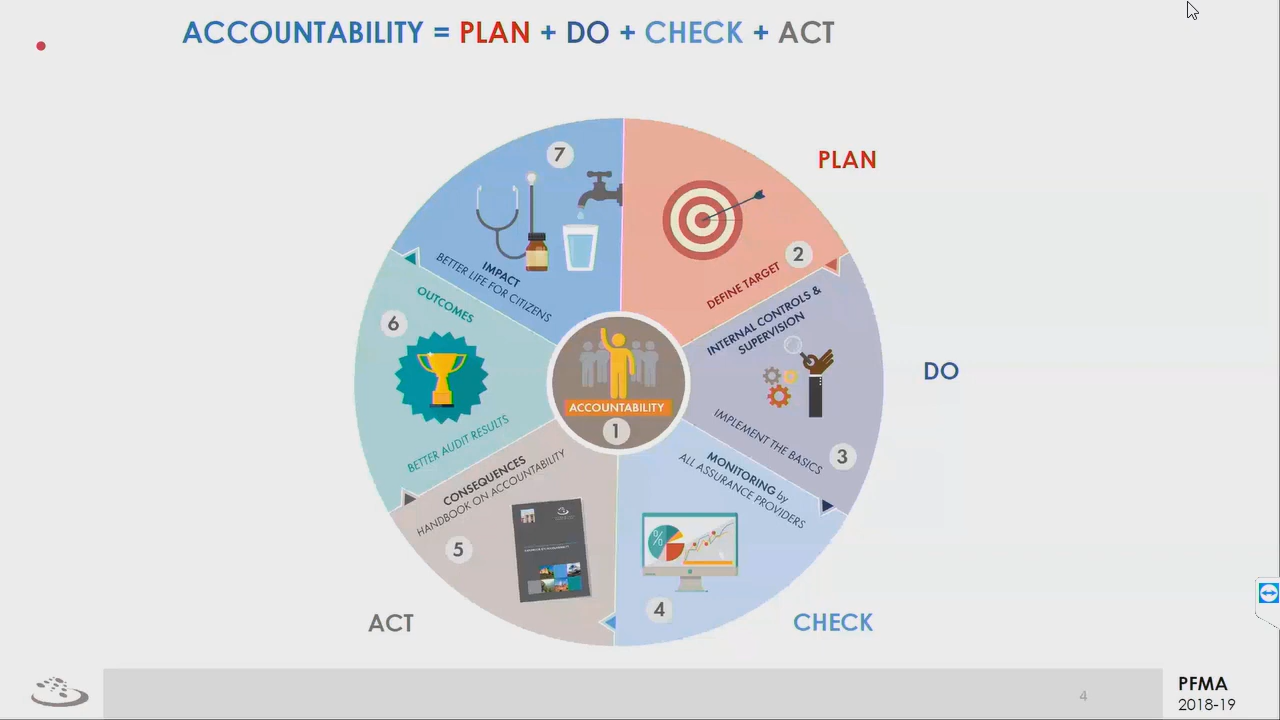 ACCOUNTABILITY = PLAN + DO + CHECK + ACT
PLAN
7
IMPACT
BETTER LIFE FOR CITIZENS
2
DEFINE TARGET
INTERNAL CONTROLS &
SUPERVISION
IMPLEMENT THE BASICS
3
DO
OUTCOMES
6
BETTER AUDIT RESULTS
ACCOUNTABILITY
1
CONSEQUENCES
HANDBOOK ON ACCOUNTABILITY
5
MONITORING by
ALL ASSURANCE PROVIDERS
%
4
ACT
CHECK
4
PFMA
2018-19